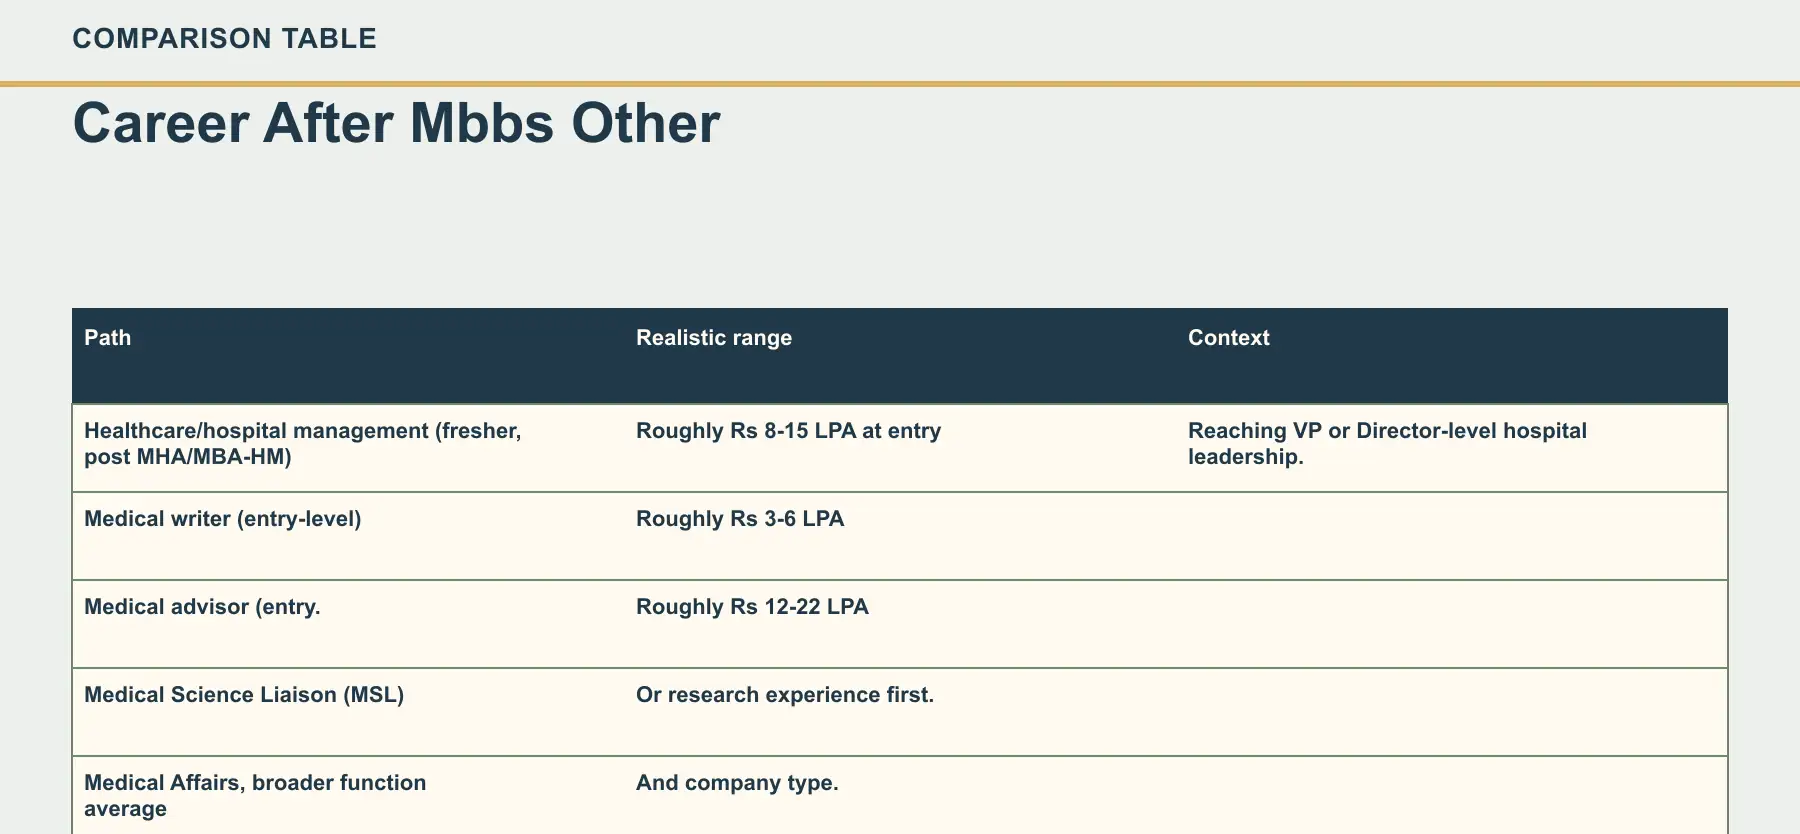 COMPARISON TABLE
Career After Mbbs Other
Path
Realistic range
Context
Healthcare/hospital management (fresher,
post MHA/MBA-HM)
Roughly Rs 8-15 LPA at entry
Reaching VP or Director-level hospital
leadership.
Medical writer (entry-level)
Roughly Rs 3-6 LPA
Medical advisor (entry.
Roughly Rs 12-22 LPA
Medical Science Liaison (MSL)
Or research experience first.
Medical Affairs, broader function
average
And company type.